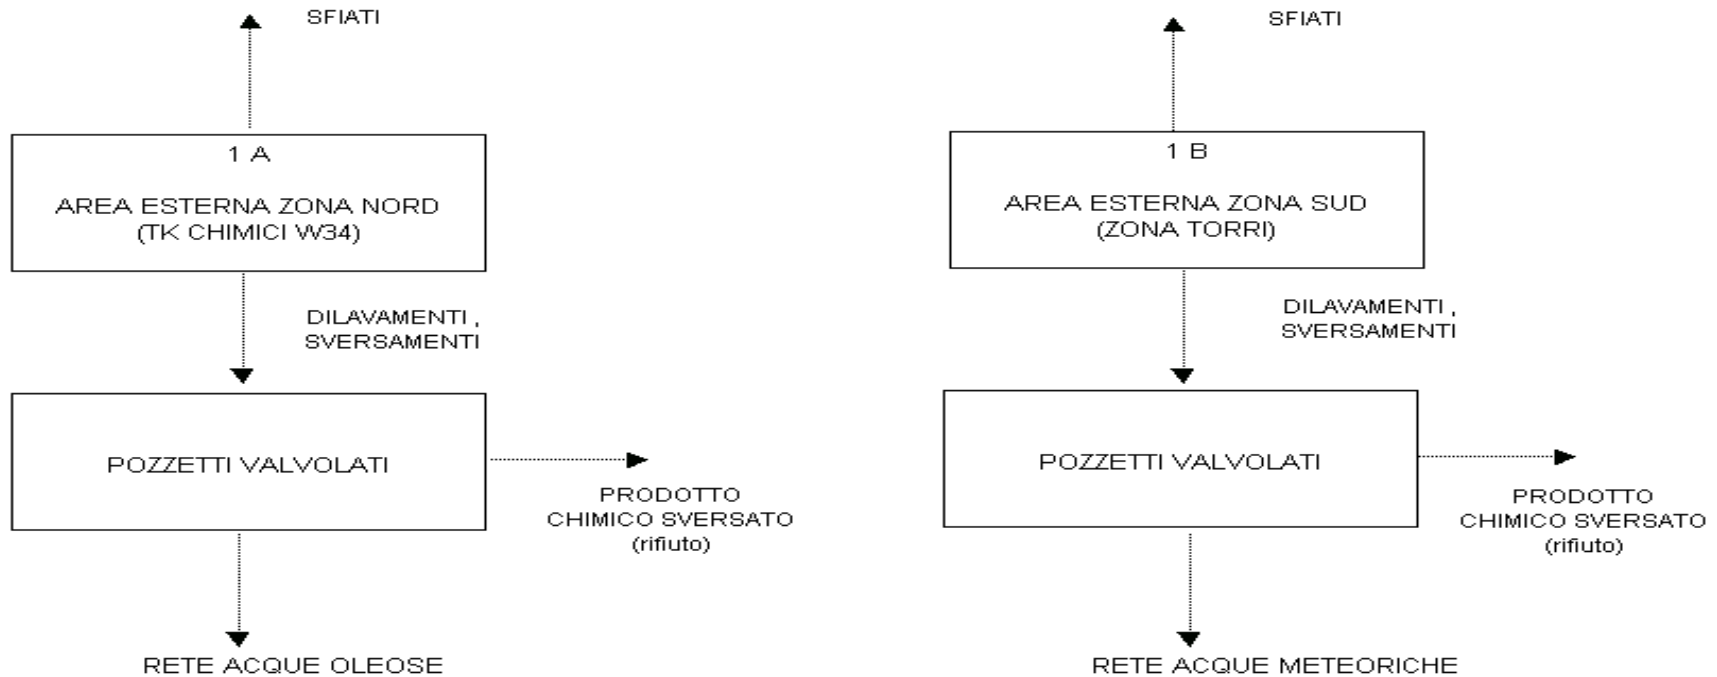 SFIATI
1 A
AREA ESTERNA ZONA NORD
(TK CHIMICI W34)
DILAVAMENTI ,
SVERSAMENTI
POZZETTI VALVOLATI
PRODOTTO
CHIMICO SVERSATO
(rifiuto)
RETE ACQUE OLEOSE
SFIATI
1 B
AREA ESTERNA ZONA SUD
(ZONA TORRI)
DILAVAMENTI ,
SVERSAMENTI
POZZETTI VALVOLATI
PRODOTTO
CHIMICO SVERSATO
(rifiuto)
RETE ACQUE METEORICHE